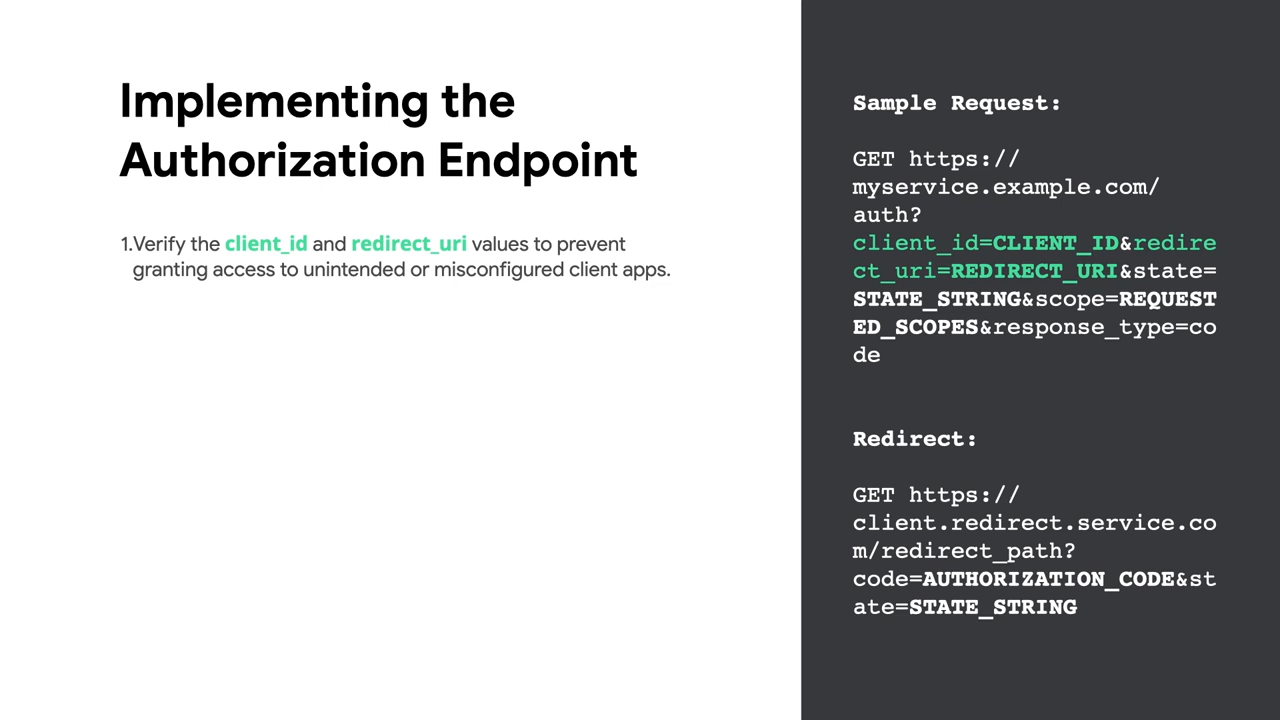 Implementing the
Authorization Endpoint
1.Verify the client_id and redirect_uri values to prevent
granting access to unintended or misconfigured client apps.
Sample Request:
GET https://
myservice.example.com/
auth?
client_id=CLIENT_ID&redire
ct_uri=REDIRECT_URI&state=
STATE_STRING&scope=REQUEST
ED_SCOPES&response_type=co
de
Redirect:
GET https://
client.redirect.service.co
m/redirect_path?
code=AUTHORIZATION_CODE&st
ate=STATE_STRING